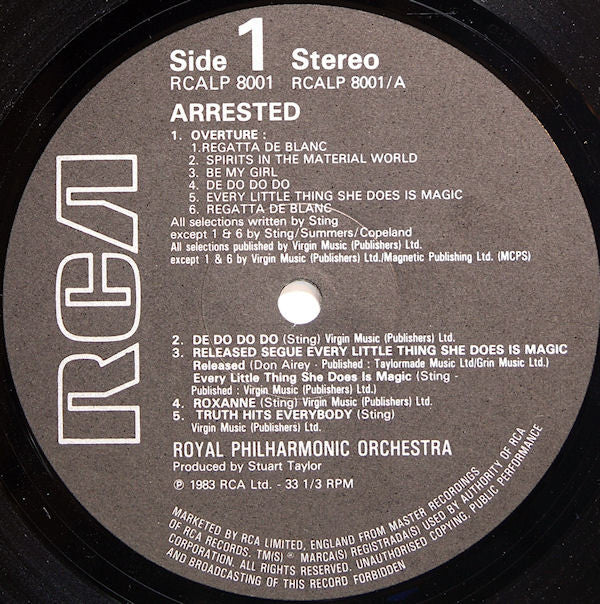 RCA
Side 1 Stereo
RCALP 8001 RCALP 8001/A
ARRESTED
1. OVERTURE :
1.REGATTA DE BLANC
2. SPIRITS IN THE MATERIAL WORLD
3. BE MY GIRL
4. DE DO DO DO
5. EVERY LITTLE THING SHE DOES IS MAGIC
6. REGATTA DE BLANC
All selections written by Sting
except 1 & 6 by Sting/Summers/Copeland
All selections published by Virgin Music (Publishers) Ltd.
except 1 & 6 by Virgin Music (Publishers) Ltd./Magnetic Publishing Ltd. (MCPS)
2. DE DO DO DO (Sting) Virgin Music (Publishers) Ltd.
3. RELEASED SEGUE EVERY LITTLE THING SHE DOES IS MAGIC
Released (Don Airey - Published : Taylormade Music Ltd/Grin Music Ltd.)
Every Little Thing She Does Is Magic (Sting -
Published : Virgin Music (Publishers) Ltd.)
4. ROXANNE (Sting) Virgin Music (Publishers) Ltd.
5. TRUTH HITS EVERYBODY (Sting)
Virgin Music (Publishers) Ltd.
ROYAL PHILHARMONIC ORCHESTRA
Produced by Stuart Taylor
℗ 1983 RCA Ltd. - 33 1/3 RPM
MARKETED BY RCA LIMITED, ENGLAND FROM MASTER RECORDINGS
OF RCA RECORDS. TM(S) ® MARCA(S) REGISTRADA(S) USED BY AUTHORITY OF RCA
CORPORATION. ALL RIGHTS RESERVED. UNAUTHORISED COPYING, PUBLIC PERFORMANCE
AND BROADCASTING OF THIS RECORD FORBIDDEN